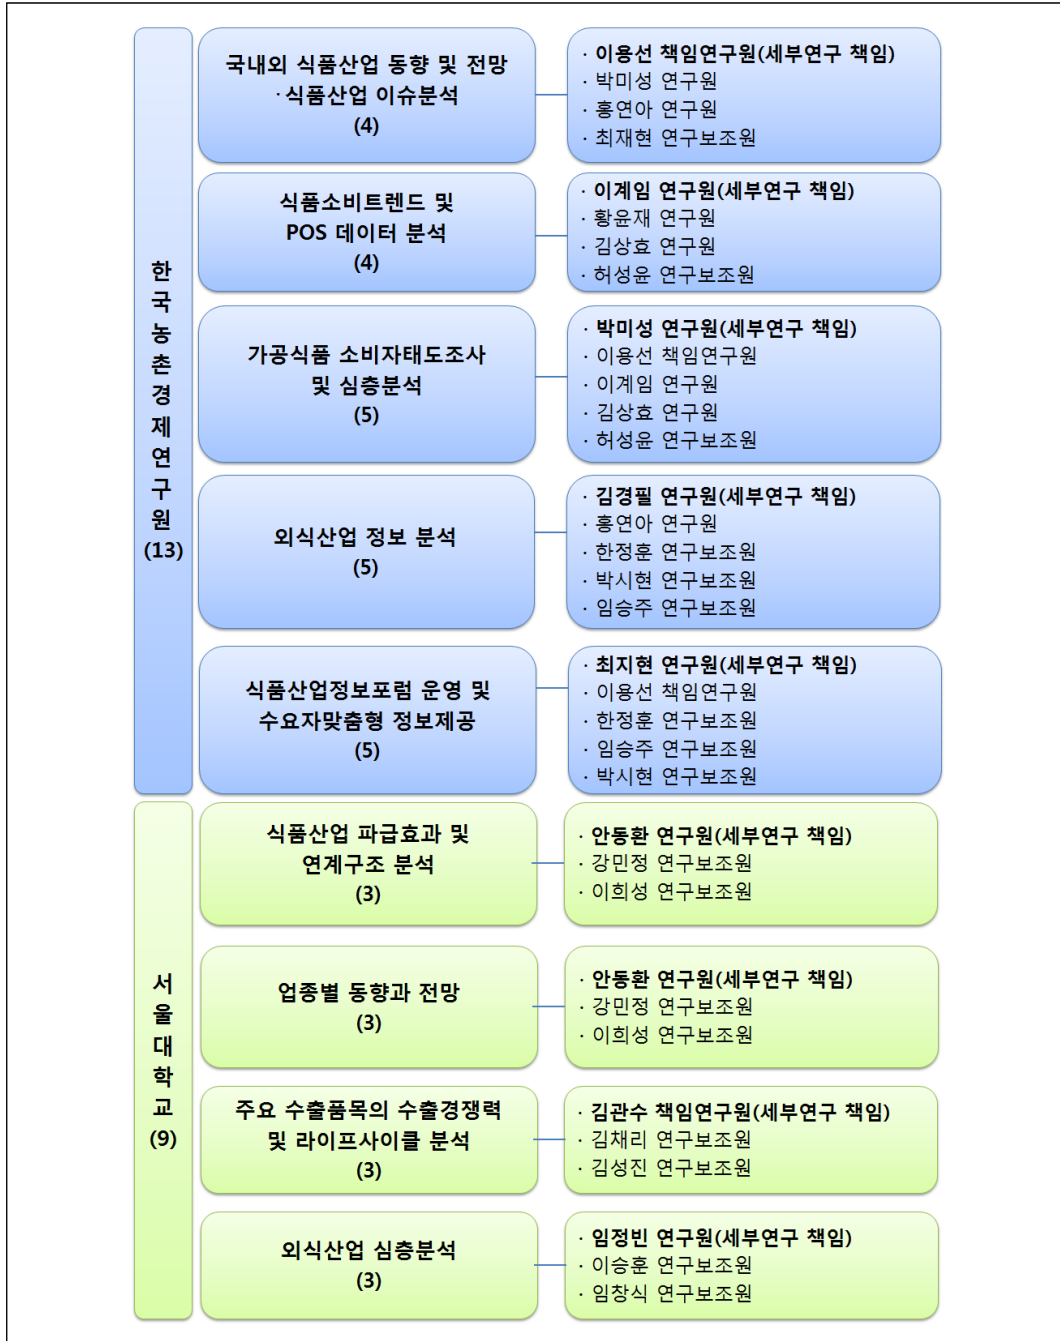 한
국
농
촌
경
제
연
구
원
(13)
국내외 식품산업 동향 및 전망
·식품산업 이슈분석
(4)
· 이용선 책임연구원(세부연구 책임)
· 박미성 연구원
· 홍연아 연구원
· 최재현 연구보조원
식품소비트렌드 및
POS 데이터 분석
(4)
· 이계임 연구원(세부연구 책임)
· 황윤재 연구원
· 김상효 연구원
· 허성윤 연구보조원
가공식품 소비자태도조사
및 심층분석
(5)
· 박미성 연구원(세부연구 책임)
· 이용선 책임연구원
· 이계임 연구원
· 김상효 연구원
· 허성윤 연구보조원
외식산업 정보 분석
(5)
· 김경필 연구원(세부연구 책임)
· 홍연아 연구원
· 한정훈 연구보조원
· 박시현 연구보조원
· 임승주 연구보조원
식품산업정보포럼 운영 및
수요자맞춤형 정보제공
(5)
· 최지현 연구원(세부연구 책임)
· 이용선 책임연구원
· 한정훈 연구보조원
· 임승주 연구보조원
· 박시현 연구보조원
서
울
대
학
교
(9)
식품산업 파급효과 및
연계구조 분석
(3)
· 안동환 연구원(세부연구 책임)
· 강민정 연구보조원
· 이희성 연구보조원
업종별 동향과 전망
(3)
· 안동환 연구원(세부연구 책임)
· 강민정 연구보조원
· 이희성 연구보조원
주요 수출품목의 수출경쟁력
및 라이프사이클 분석
(3)
· 김관수 책임연구원(세부연구 책임)
· 김채리 연구보조원
· 김성진 연구보조원
외식산업 심층분석
(3)
· 임정빈 연구원(세부연구 책임)
· 이승훈 연구보조원
· 임창식 연구보조원